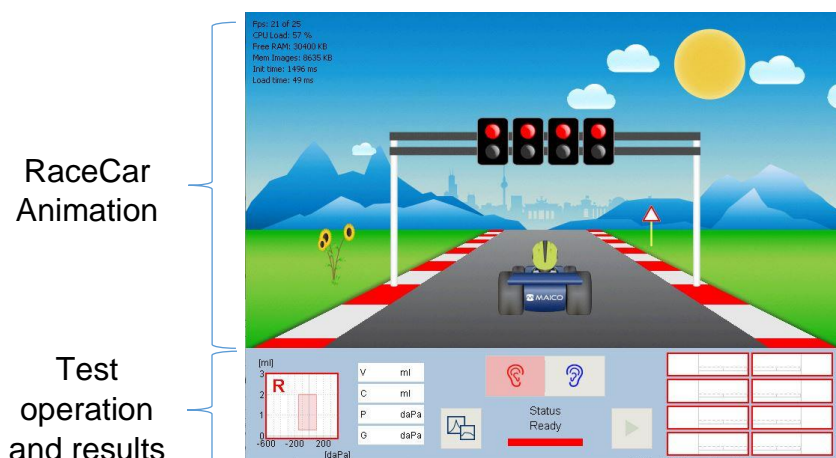 RaceCar
Animation
Fps: 21 of 25
CPU Load: 57 %
Free RAM: 30400 KB
Mem Images: 8635 KB
Init time: 1496 ms
Load time: 49 ms
MAICO
Test
operation
and results
[ml]
3
R
2
1
0
-600 -200 200
[daPa]
V ml
C ml
P daPa
G daPa
Status
Ready